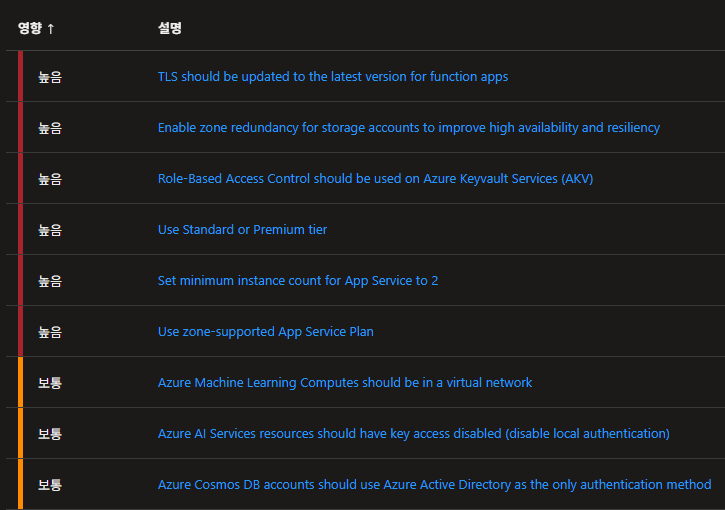 영향 ↑ 설명
높음 TLS should be updated to the latest version for function apps
높음 Enable zone redundancy for storage accounts to improve high availability and resiliency
높음 Role-Based Access Control should be used on Azure Keyvault Services (AKV)
높음 Use Standard or Premium tier
높음 Set minimum instance count for App Service to 2
높음 Use zone-supported App Service Plan
보통 Azure Machine Learning Computes should be in a virtual network
보통 Azure AI Services resources should have key access disabled (disable local authentication)
보통 Azure Cosmos DB accounts should use Azure Active Directory as the only authentication method